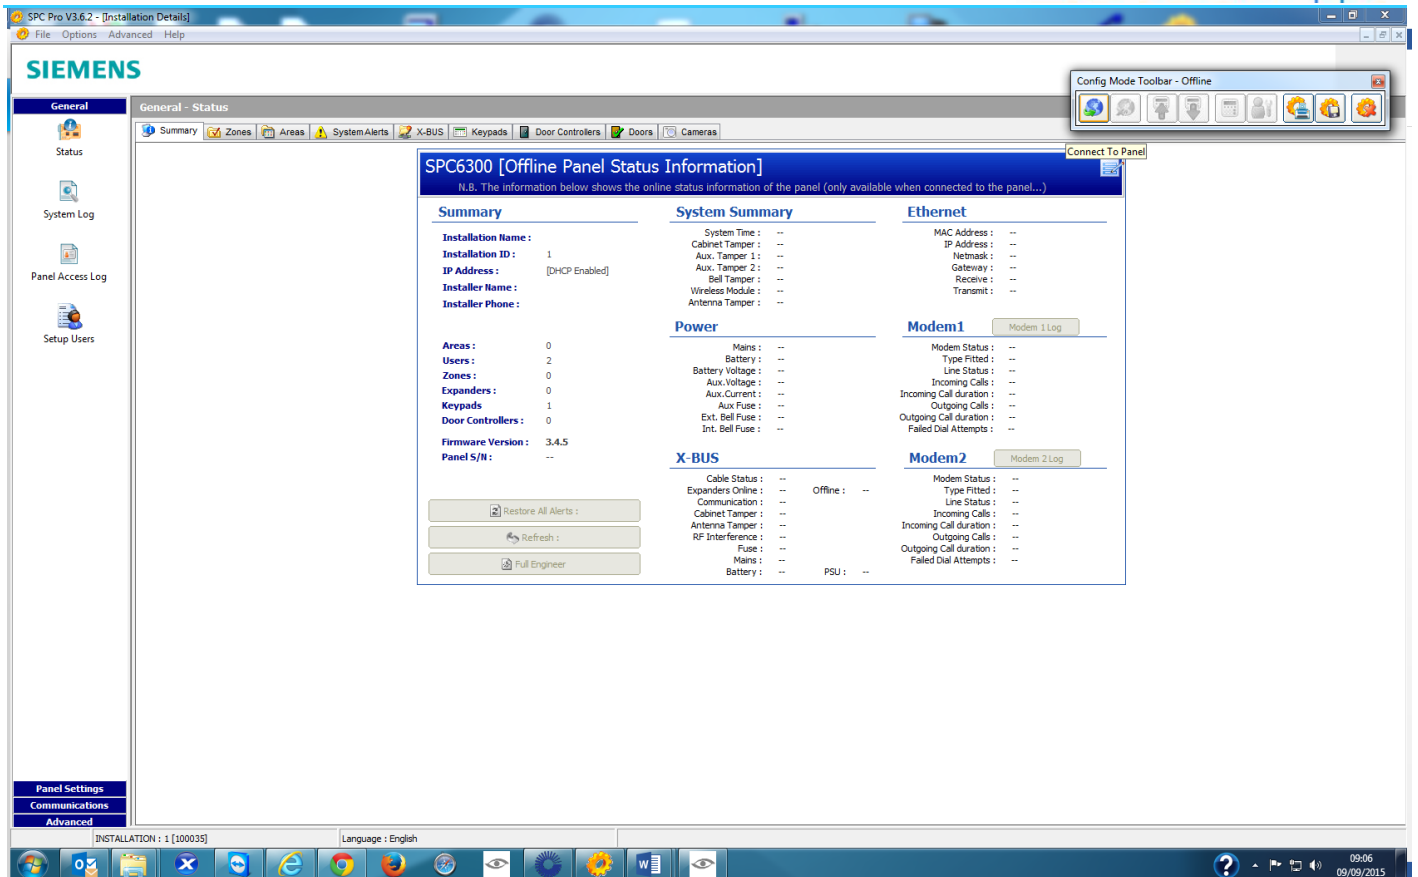 SPC Pro V3.6.2 - [Installation Details]
File Options Advanced Help
SIEMENS
Config Mode Toolbar - Offline
Connect To Panel
General
Status
System Log
Panel Access Log
Setup Users
Panel Settings
Communications
Advanced
General - Status
Summary Zones Areas System Alerts X-BUS Keypads Door Controllers Doors Cameras
SPC6300 [Offline Panel Status Information]
N.B. The information below shows the online status information of the panel (only available when connected to the panel...)
Summary
Installation Name :
Installation ID : 1
IP Address : [DHCP Enabled]
Installer Name :
Installer Phone :
Areas : 0
Users : 2
Zones : 0
Expanders : 0
Keypads 1
Door Controllers : 0
Firmware Version : 3.4.5
Panel S/N : --
Restore All Alerts :
Refresh :
Full Engineer
System Summary
System Time : --
Cabinet Tamper : --
Aux. Tamper 1 : --
Aux. Tamper 2 : --
Bell Tamper : --
Wireless Module : --
Antenna Tamper : --
Power
Mains : --
Battery : --
Battery Voltage : --
Aux.Voltage : --
Aux.Current : --
Aux Fuse : --
Ext. Bell Fuse : --
Int. Bell Fuse : --
X-BUS
Cable Status : --
Expanders Online : -- Offline : --
Communication : --
Cabinet Tamper : --
Antenna Tamper : --
RF Interference : --
Fuse : --
Mains : --
Battery : -- PSU : --
Ethernet
MAC Address : --
IP Address : --
Netmask : --
Gateway : --
Receive : --
Transmit : --
Modem1 Modem 1 Log
Modem Status : --
Type Fitted : --
Line Status : --
Incoming Calls : --
Incoming Call duration : --
Outgoing Calls : --
Outgoing Call duration : --
Failed Dial Attempts : --
Modem2 Modem 2 Log
Modem Status : --
Type Fitted : --
Line Status : --
Incoming Calls : --
Incoming Call duration : --
Outgoing Calls : --
Outgoing Call duration : --
Failed Dial Attempts : --
INSTALLATION : 1 [100035] Language : English
09:06
09/09/2015